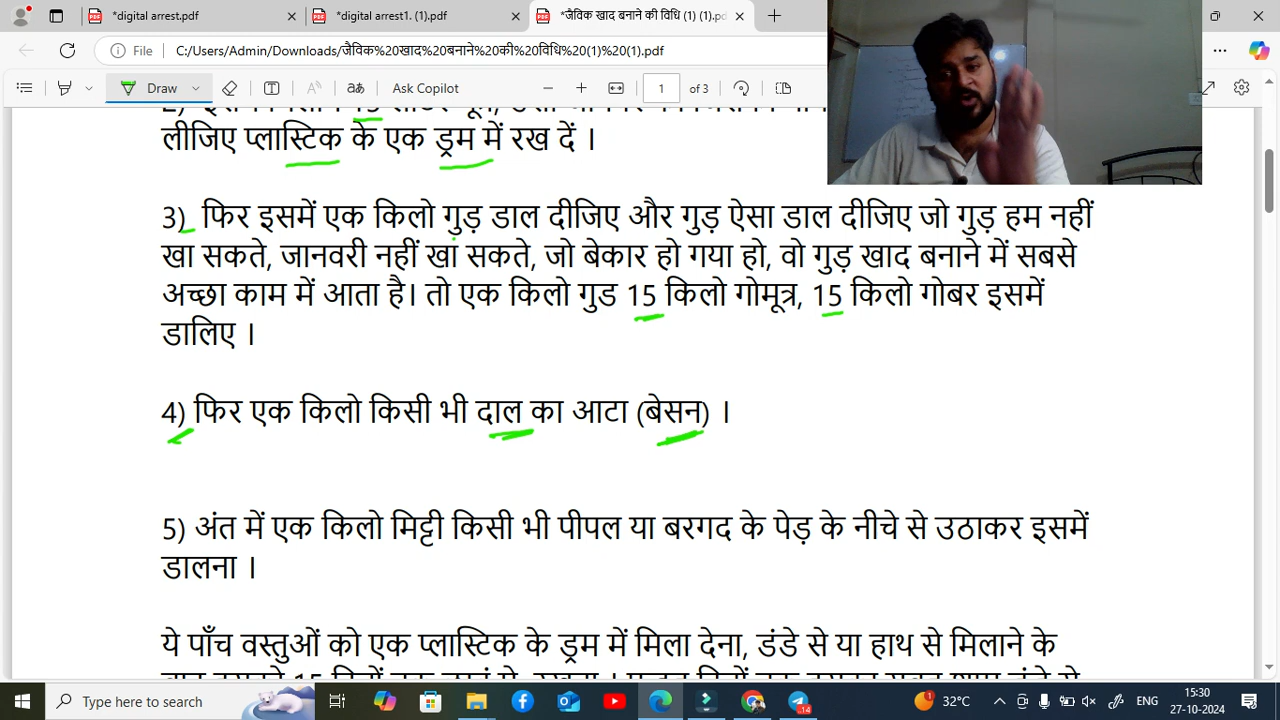 *digital arrest.pdf
*digital arrest1. (1).pdf
*जैविक खाद बनाने की विधि (1) (1).pd
File
C:/Users/Admin/Downloads/जैविक%20खाद%20बनाने%20की%20विधि%20(1)%20(1).pdf
Draw
Ask Copilot
1 of 3
लीजिए प्लास्टिक के एक ड्रम में रख दें ।
3) फिर इसमें एक किलो गुड़ डाल दीजिए और गुड़ ऐसा डाल दीजिए जो गुड़ हम नहीं
खा सकते, जानवरी नहीं खा सकते, जो बेकार हो गया हो, वो गुड़ खाद बनाने में सबसे
अच्छा काम में आता है। तो एक किलो गुड 15 किलो गोमूत्र, 15 किलो गोबर इसमें
डालिए ।
4) फिर एक किलो किसी भी दाल का आटा (बेसन) ।
5) अंत में एक किलो मिट्टी किसी भी पीपल या बरगद के पेड़ के नीचे से उठाकर इसमें
डालना ।
ये पाँच वस्तुओं को एक प्लास्टिक के ड्रम में मिला देना, डंडे से या हाथ से मिलाने के
Type here to search
14
1
32°C
ENG
15:30
27-10-2024